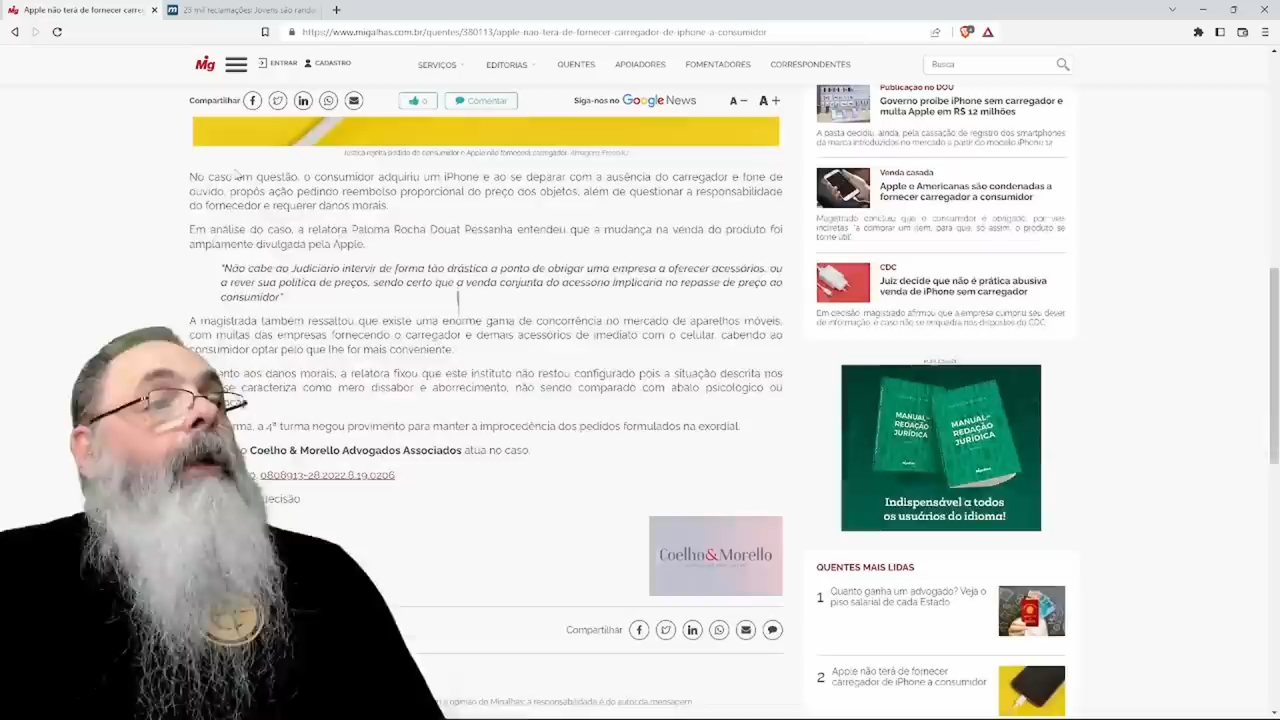 Apple não terá de fornecer carreg
25 mil reclamações: Jovens são rando
https://www.migalhas.com.br/quentes/380113/apple-nao-tera-de-fornecer-carregador-de-iphone-a-consumidor
Mig
ENTRAR
CADASTRO
SERVIÇOS
EDITORIAS
QUENTES
APOIADORES
FOMENTADORES
CORRESPONDENTES
Busca
Compartilhar
0
Comentar
Siga-nos no Google News
A- A+
Justiça rejeita pedido de consumidor e Apple não fornecerá carregador.
No caso em questão, o consumidor adquiriu um iPhone e ao se deparar com a ausência do carregador e fone de
ouvido, propôs ação pedindo reembolso proporcional do preço dos objetos, além de questionar a responsabilidade
do fornecedor e requerer danos morais.
Em análise do caso, a relatora Paloma Rocha Douat Pessanha entendeu que a mudança na venda do produto foi
amplamente divulgada pela Apple.
"Não cabe ao Judiciário intervir de forma tão drástica a ponto de obrigar uma empresa a oferecer acessórios, ou
a rever sua política de preços, sendo certo que a venda conjunta do acessório implicaria no repasse de preço ao
consumidor"
A magistrada também ressaltou que existe uma enorme gama de concorrência no mercado de aparelhos móveis,
com muitas das empresas fornecendo o carregador e demais acessórios de imediato com o celular, cabendo ao
consumidor optar pelo que lhe for mais conveniente.
nto aos danos morais, a relatora fixou que este instituto não restou configurado pois a situação descrita nos
se caracteriza como mero dissabor e aborrecimento, não sendo comparado com abalo psicológico ou
rma, a 4ª turma negou provimento para manter a improcedência dos pedidos formulados na exordial.
o Coelho & Morello Advogados Associados atua no caso.
0808913-28.2022.8.19.0206
decisão
Coelho&Morello
Compartilhar
opinião do Migalhas; a responsabilidade é do autor da mensagem
Publicação no DOU
Governo proíbe iPhone sem carregador e
multa Apple em R$ 12 milhões
A pasta decidiu, ainda, pela cassação de registro dos smartphones
da marca introduzidos no mercado a partir do modelo iPhone 12
Venda casada
Apple e Americanas são condenadas a
fornecer carregador a consumidor
Magistrado concluiu que o consumidor é obrigado, por vias
indiretas, "a comprar um item, para que, só assim, o produto se
torne útil".
CDC
Juiz decide que não é prática abusiva
venda de iPhone sem carregador
Em decisão, magistrado afirmou que a empresa cumpriu seu dever
de informação, e caso não se enquadra nos dispostos do CDC.
PUBLICIDADE
MANUAL DE
REDAÇÃO
JURÍDICA
MANUAL DE
REDAÇÃO
JURÍDICA
Indispensável a todos
os usuários do idioma!
QUENTES MAIS LIDAS
1 Quanto ganha um advogado? Veja o
piso salarial de cada Estado
2 Apple não terá de fornecer
carregador de iPhone a consumidor